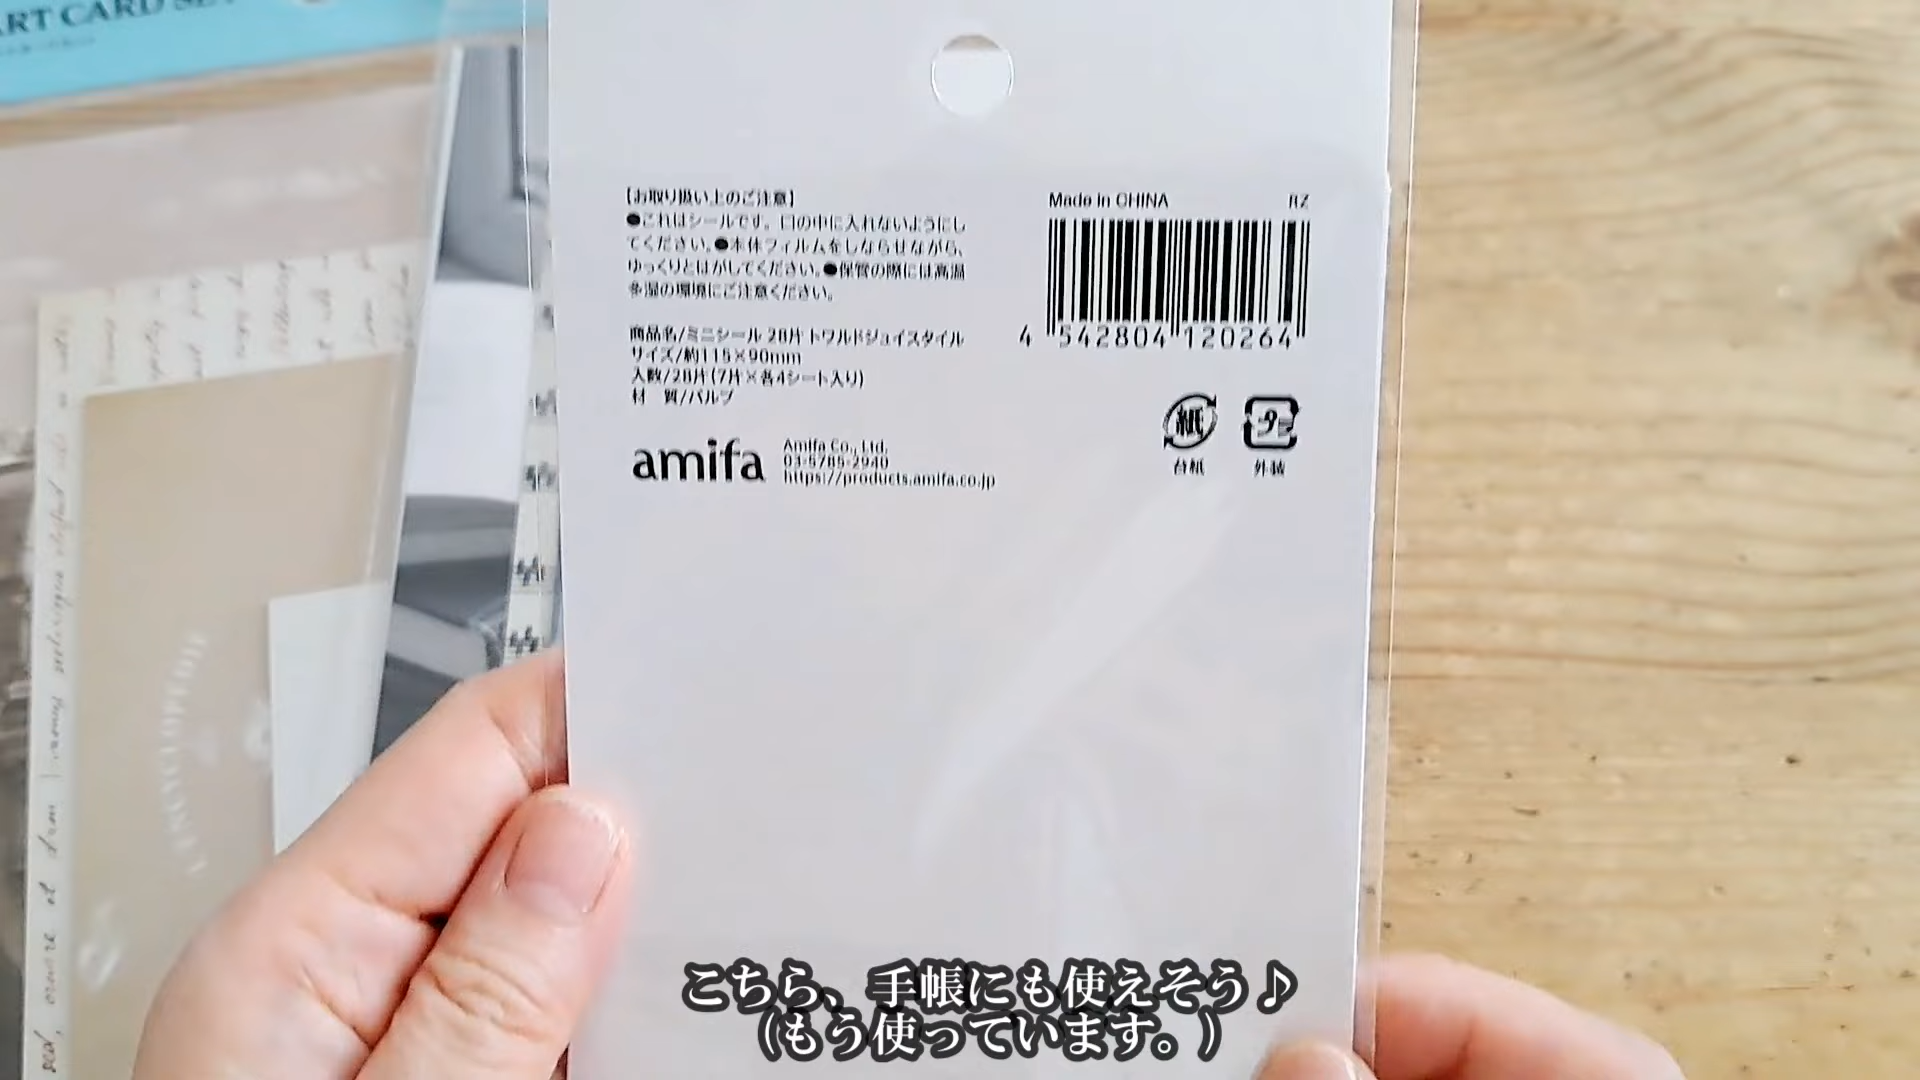 ART CARD SET
【お取り扱い上のご注意】
●これはシールです。口の中に入れないようにし
てください。●本体フィルムをしならせながら、
ゆっくりとはがしてください。●保管の際には高温
多湿の環境にご注意ください。
商品名/ミニシール 28片 トワルドジュイスタイル
サイズ/約115×90mm
入数/28片(7片×各4シート入り)
材　質/パルプ
amifa
Amifa Co., Ltd.
03-5785-2940
https://products.amifa.co.jp
Made in CHINA
RZ
4 542804 120264
紙
台紙
プラ
外装
こちら、手帳にも使えそう♪
（もう使っています。）